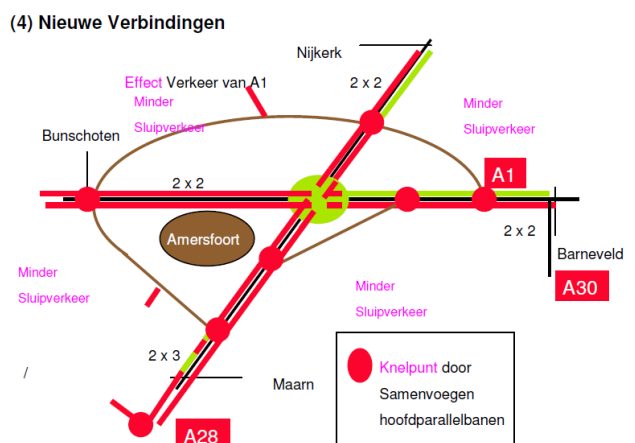 (4) Nieuwe Verbindingen
Nijkerk
Effect Verkeer van A1
Minder
Sluipverkeer
2 x 2
Minder
Sluipverkeer
Bunschoten
2 x 2
A1
Amersfoort
2 x 2
Barneveld
A30
Minder
Sluipverkeer
Minder
Sluipverkeer
2 x 3
/
Maarn
A28
Knelpunt door
Samenvoegen
hoofdparallelbanen